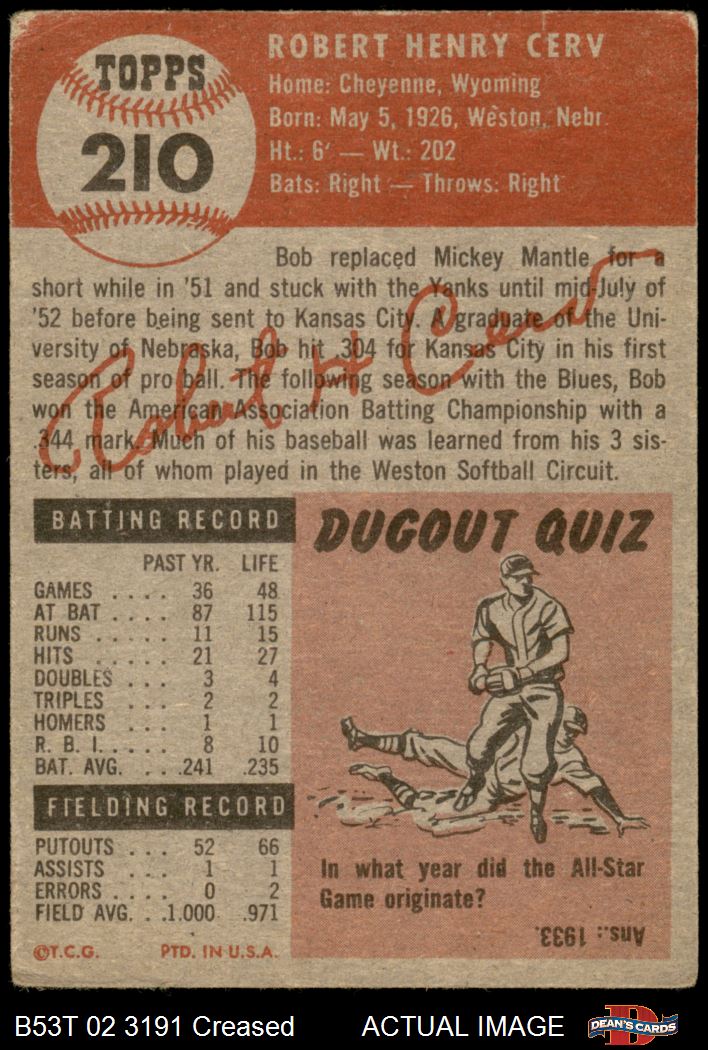 TOPPS
210
ROBERT HENRY CERV
Home: Cheyenne, Wyoming
Born: May 5, 1926, Weston, Nebr.
Ht.: 6′ — Wt.: 202
Bats: Right — Throws: Right
Bob replaced Mickey Mantle for a
short while in '51 and stuck with the Yanks until mid-July of
'52 before being sent to Kansas City. A graduate of the Uni-
versity of Nebraska, Bob hit .304 for Kansas City in his first
season of pro ball. The following season with the Blues, Bob
won the American Association Batting Championship with a
.344 mark. Much of his baseball was learned from his 3 sis-
ters, all of whom played in the Weston Softball Circuit.
Robert H Cerv
BATTING RECORD
PAST YR. LIFE
GAMES . . . . 36 48
AT BAT . . . . 87 115
RUNS . . . . 11 15
HITS . . . . . 21 27
DOUBLES . . . 3 4
TRIPLES . . . 2 2
HOMERS . . . 1 1
R. B. I. . . . . 8 10
BAT. AVG. . . .241 .235
FIELDING RECORD
PUTOUTS . . . 52 66
ASSISTS . . . 1 1
ERRORS . . . 0 2
FIELD AVG. . .1.000 .971
©T.C.G. PTD. IN U.S.A.
DUGOUT QUIZ
In what year did the All-Star
Game originate?
Ans.: 1933.
B53T 02 3191 Creased ACTUAL IMAGE
D
DEAN'S CARDS